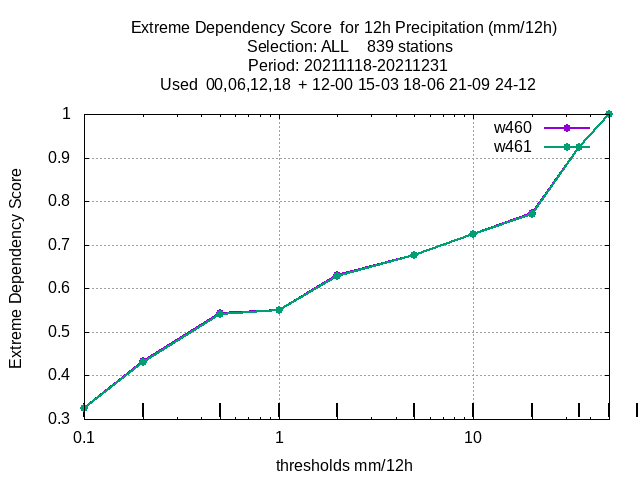 Extreme Dependency Score  for 12h Precipitation (mm/12h)
Selection: ALL    839 stations
Period: 20211118-20211231
Used  00,06,12,18  + 12-00 15-03 18-06 21-09 24-12
w460
w461
Extreme Dependency Score
1
0.9
0.8
0.7
0.6
0.5
0.4
0.3
0.1
1
10
thresholds mm/12h